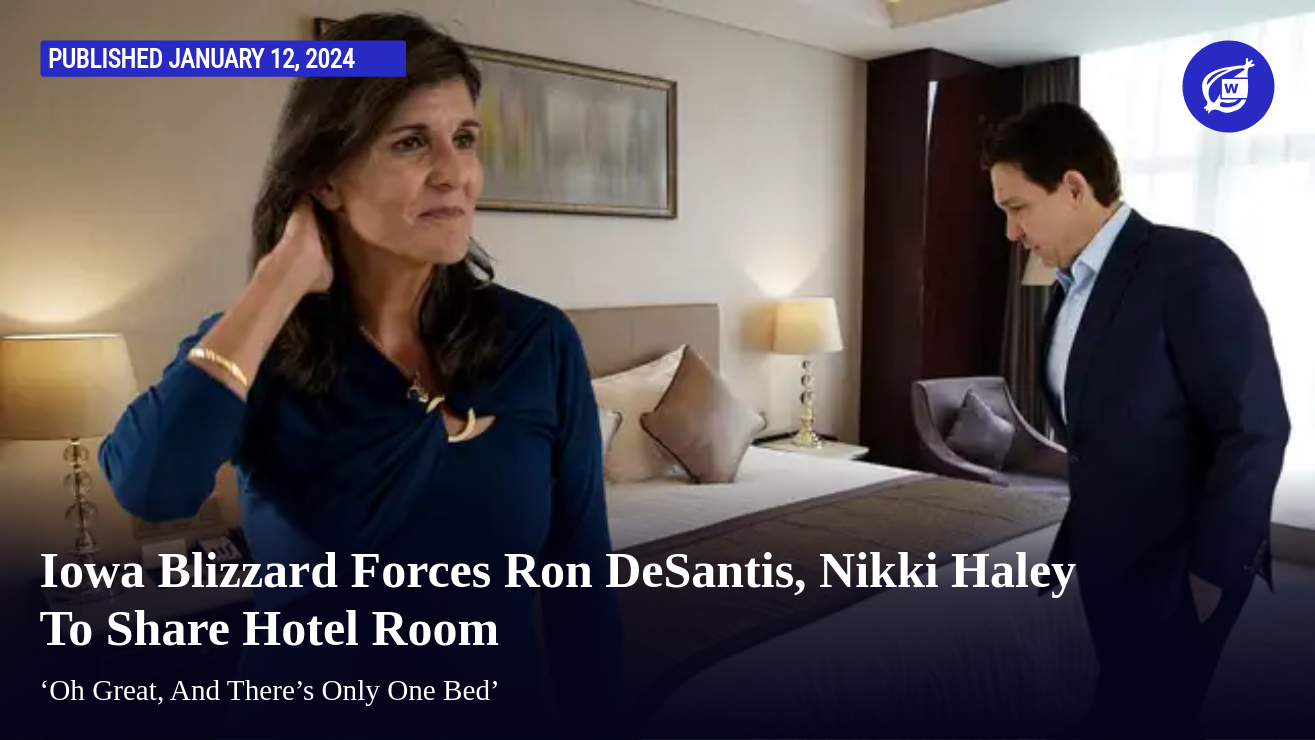 PUBLISHED JANUARY 12, 2024
W
Iowa Blizzard Forces Ron DeSantis, Nikki Haley
To Share Hotel Room
‘Oh Great, And There’s Only One Bed’